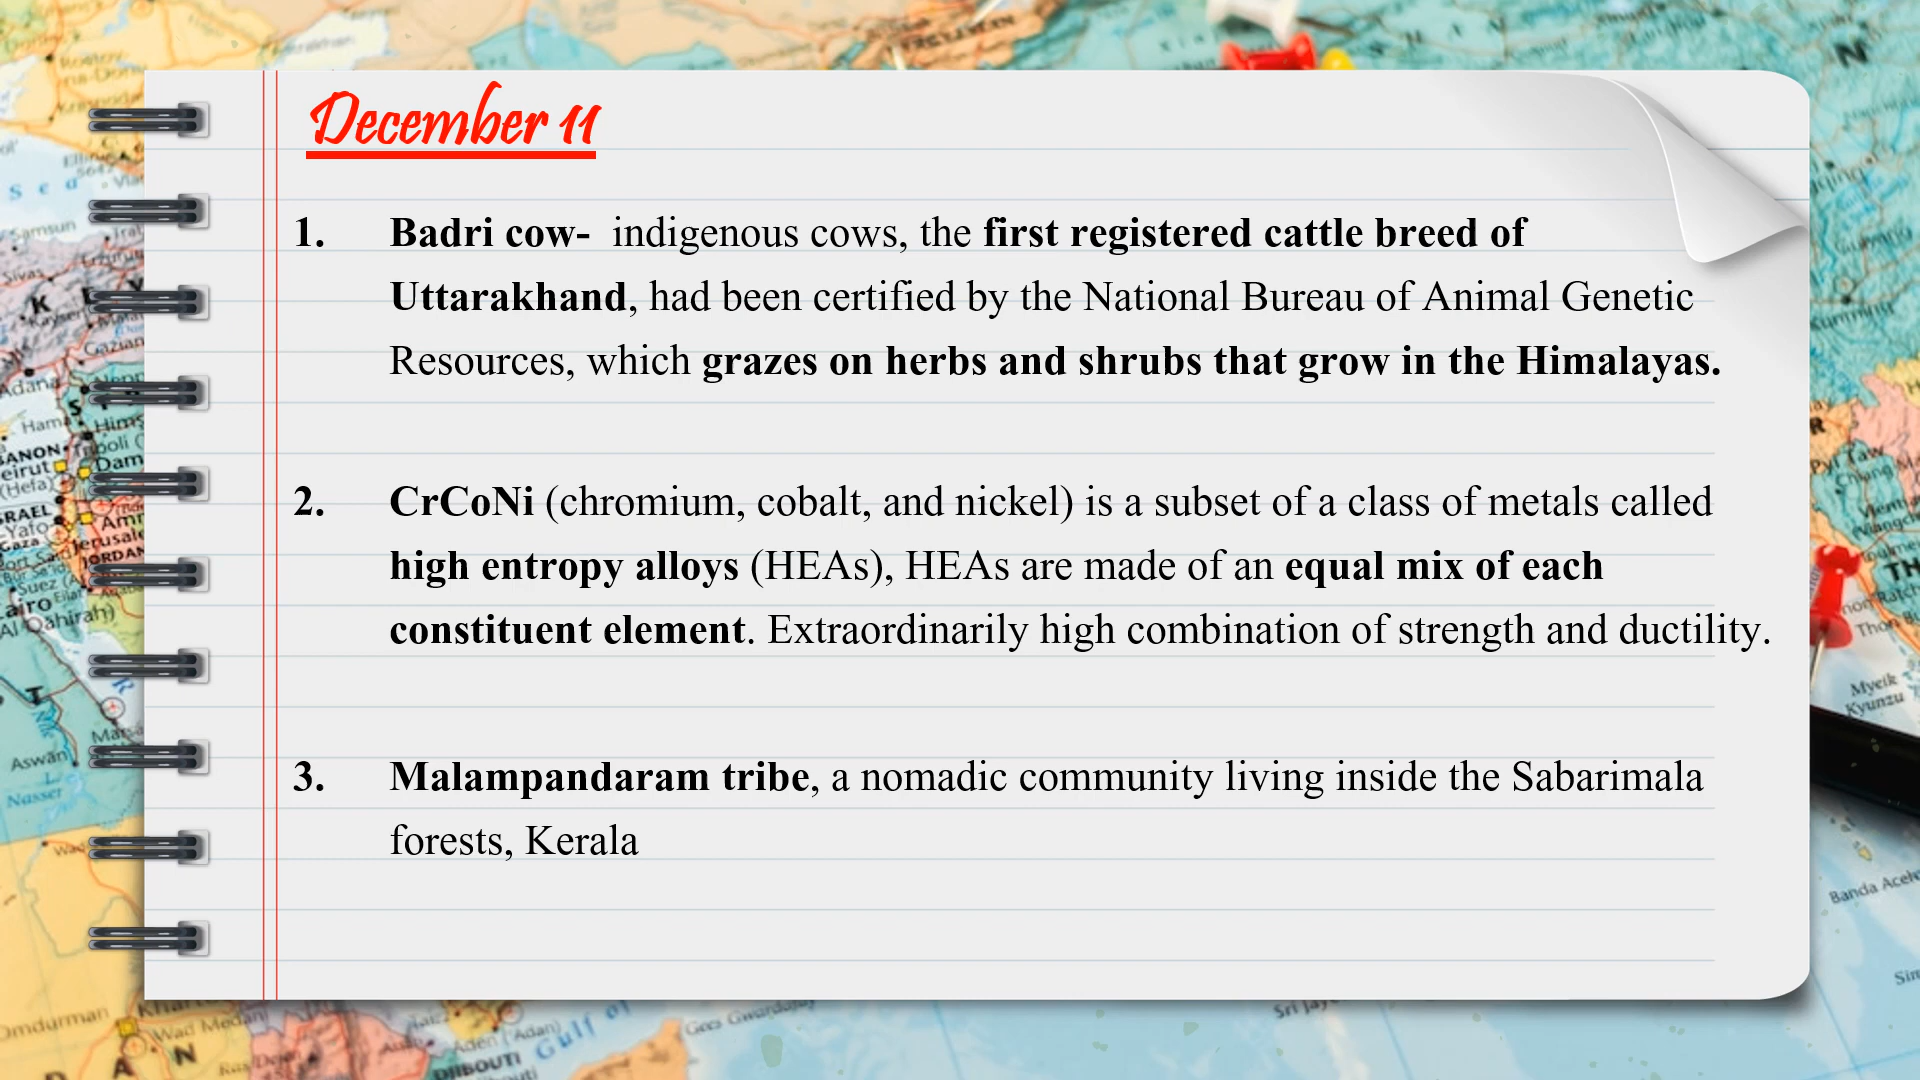 December 11
1. Badri cow- indigenous cows, the first registered cattle breed of
Uttarakhand, had been certified by the National Bureau of Animal Genetic
Resources, which grazes on herbs and shrubs that grow in the Himalayas.
2. CrCoNi (chromium, cobalt, and nickel) is a subset of a class of metals called
high entropy alloys (HEAs), HEAs are made of an equal mix of each
constituent element. Extraordinarily high combination of strength and ductility.
3. Malampandaram tribe, a nomadic community living inside the Sabarimala
forests, Kerala